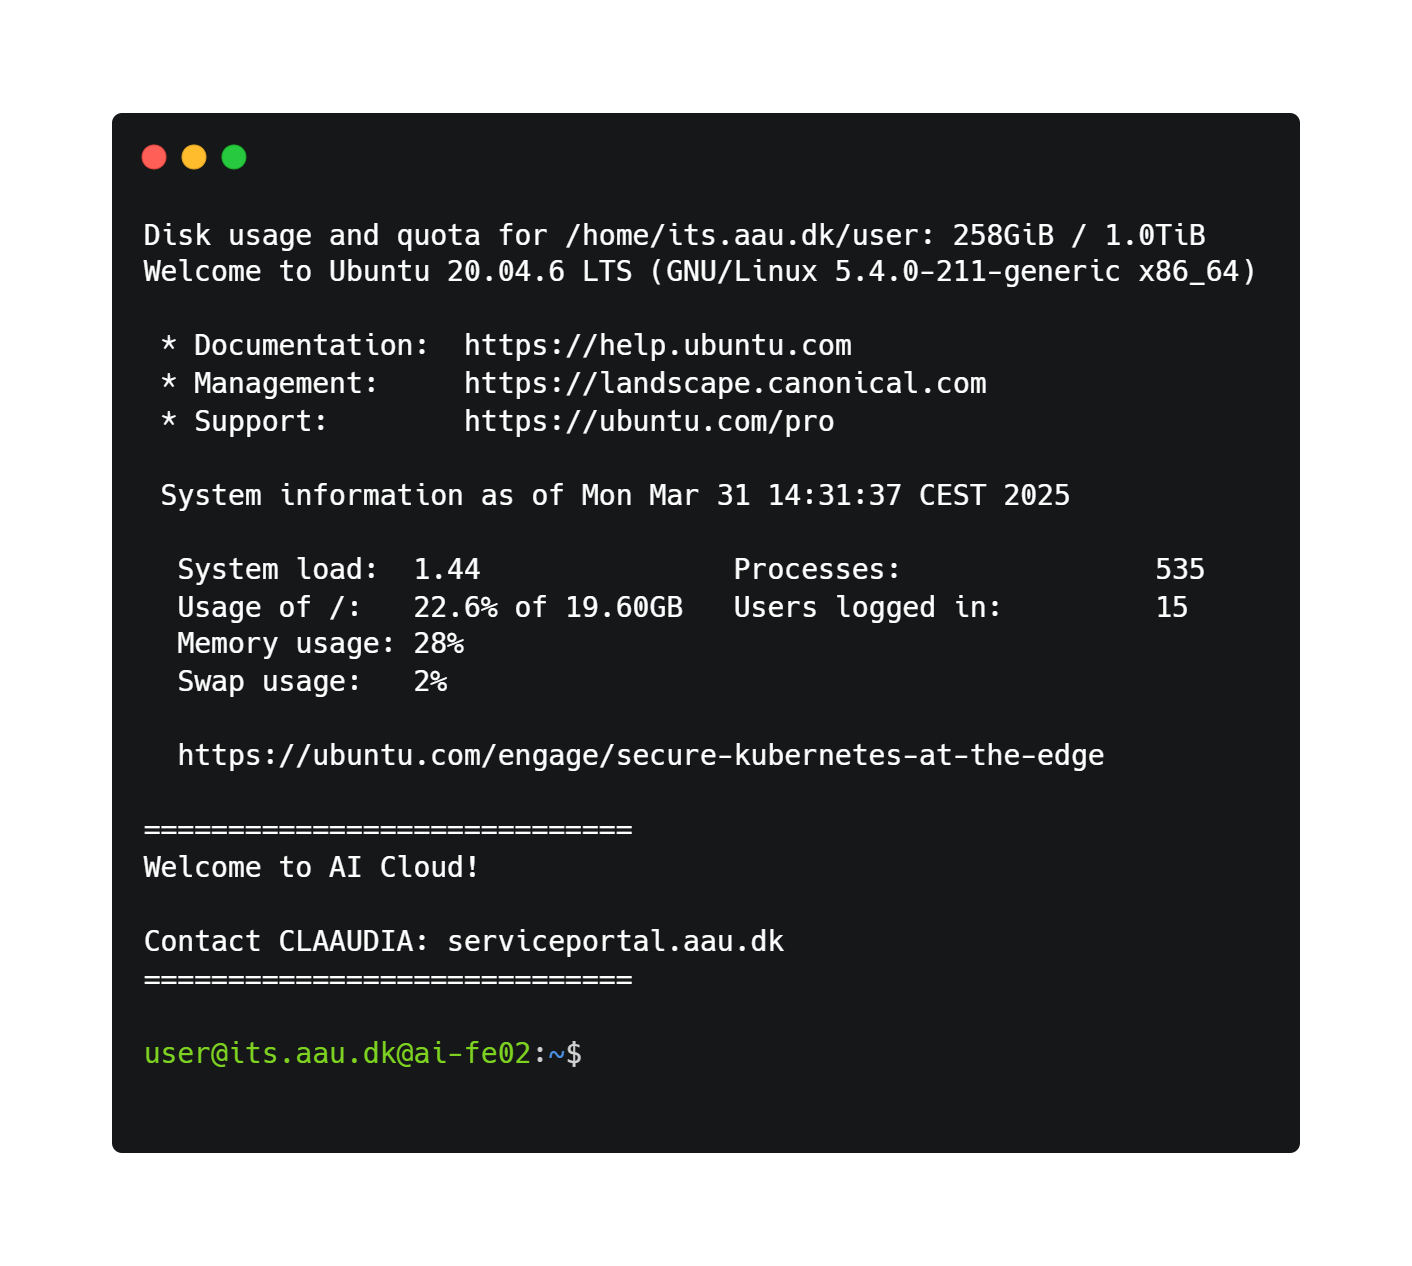 Disk usage and quota for /home/its.aau.dk/user: 258GiB / 1.0TiB
Welcome to Ubuntu 20.04.6 LTS (GNU/Linux 5.4.0-211-generic x86_64)

 * Documentation:  https://help.ubuntu.com
 * Management:     https://landscape.canonical.com
 * Support:        https://ubuntu.com/pro

 System information as of Mon Mar 31 14:31:37 CEST 2025

  System load:  1.44               Processes:               535
  Usage of /:   22.6% of 19.60GB   Users logged in:         15
  Memory usage: 28%
  Swap usage:   2%

  https://ubuntu.com/engage/secure-kubernetes-at-the-edge

=============================
Welcome to AI Cloud!

Contact CLAAUDIA: serviceportal.aau.dk
=============================

user@its.aau.dk@ai-fe02:~$